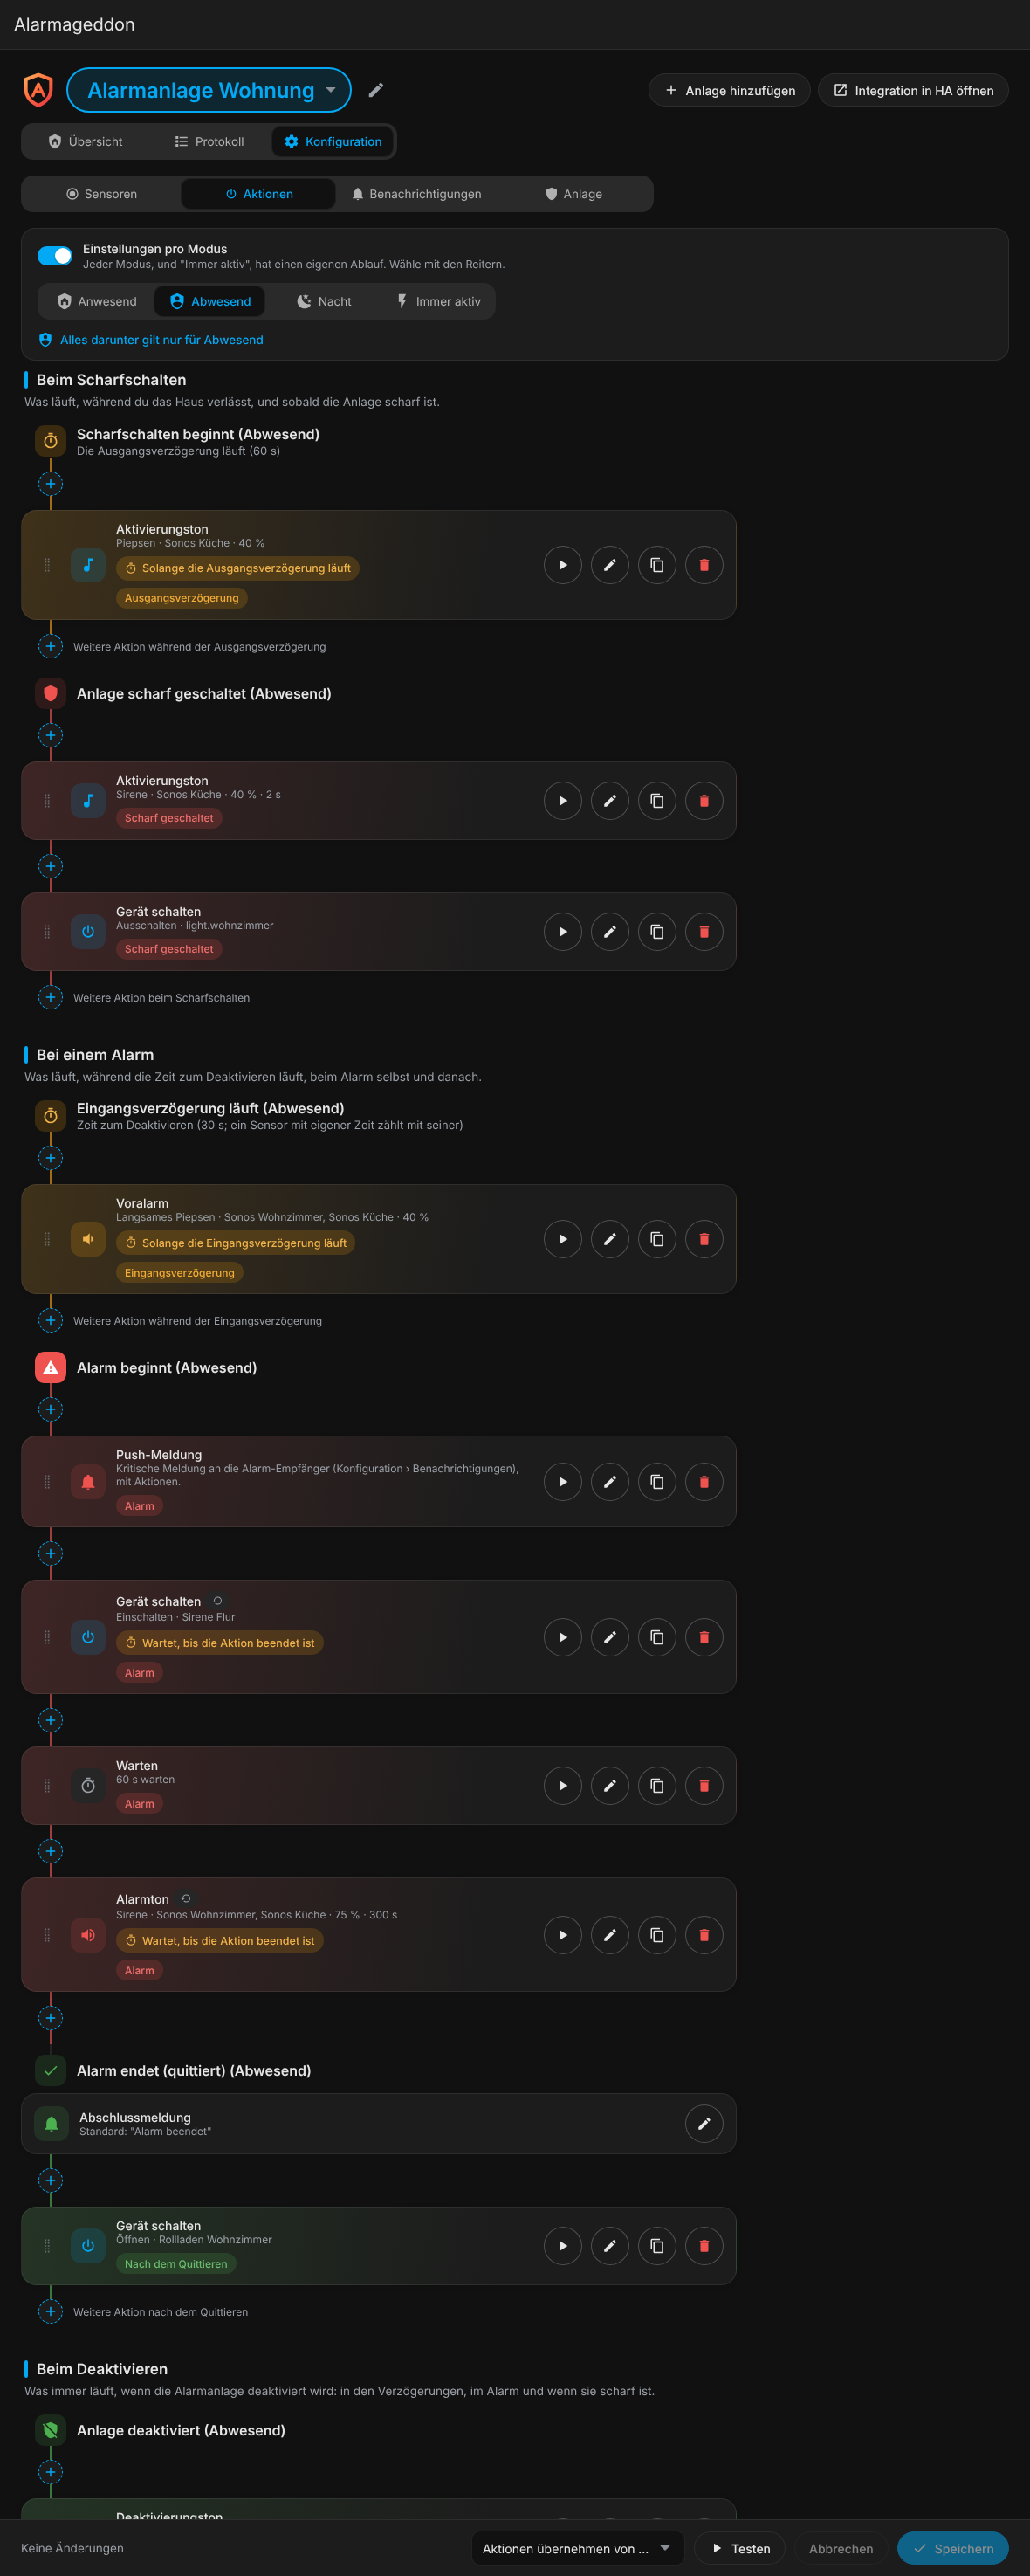 Alarmageddon
Alarmanlage Wohnung
Anlage hinzufügen
Integration in HA öffnen
Übersicht
Protokoll
Konfiguration
Sensoren
Aktionen
Benachrichtigungen
Anlage
Einstellungen pro Modus
Jeder Modus, und "Immer aktiv", hat einen eigenen Ablauf. Wähle mit den Reitern.
Anwesend
Abwesend
Nacht
Immer aktiv
Alles darunter gilt nur für Abwesend
Beim Scharfschalten
Was läuft, während du das Haus verlässt, und sobald die Anlage scharf ist.
Scharfschalten beginnt (Abwesend)
Die Ausgangsverzögerung läuft (60 s)
Aktivierungston
Piepsen · Sonos Küche · 40 %
Solange die Ausgangsverzögerung läuft
Ausgangsverzögerung
Weitere Aktion während der Ausgangsverzögerung
Anlage scharf geschaltet (Abwesend)
Aktivierungston
Sirene · Sonos Küche · 40 % · 2 s
Scharf geschaltet
Gerät schalten
Ausschalten · light.wohnzimmer
Scharf geschaltet
Weitere Aktion beim Scharfschalten
Bei einem Alarm
Was läuft, während die Zeit zum Deaktivieren läuft, beim Alarm selbst und danach.
Eingangsverzögerung läuft (Abwesend)
Zeit zum Deaktivieren (30 s; ein Sensor mit eigener Zeit zählt mit seiner)
Voralarm
Langsames Piepsen · Sonos Wohnzimmer, Sonos Küche · 40 %
Solange die Eingangsverzögerung läuft
Eingangsverzögerung
Weitere Aktion während der Eingangsverzögerung
Alarm beginnt (Abwesend)
Push-Meldung
Kritische Meldung an die Alarm-Empfänger (Konfiguration › Benachrichtigungen),
mit Aktionen.
Alarm
Gerät schalten
Einschalten · Sirene Flur
Wartet, bis die Aktion beendet ist
Alarm
Warten
60 s warten
Alarm
Alarmton
Sirene · Sonos Wohnzimmer, Sonos Küche · 75 % · 300 s
Wartet, bis die Aktion beendet ist
Alarm
Alarm endet (quittiert) (Abwesend)
Abschlussmeldung
Standard: "Alarm beendet"
Gerät schalten
Öffnen · Rollladen Wohnzimmer
Nach dem Quittieren
Weitere Aktion nach dem Quittieren
Beim Deaktivieren
Was immer läuft, wenn die Alarmanlage deaktiviert wird: in den Verzögerungen, im Alarm und wenn sie scharf ist.
Anlage deaktiviert (Abwesend)
Deaktivierungston
Keine Änderungen
Aktionen übernehmen von ...
Testen
Abbrechen
Speichern